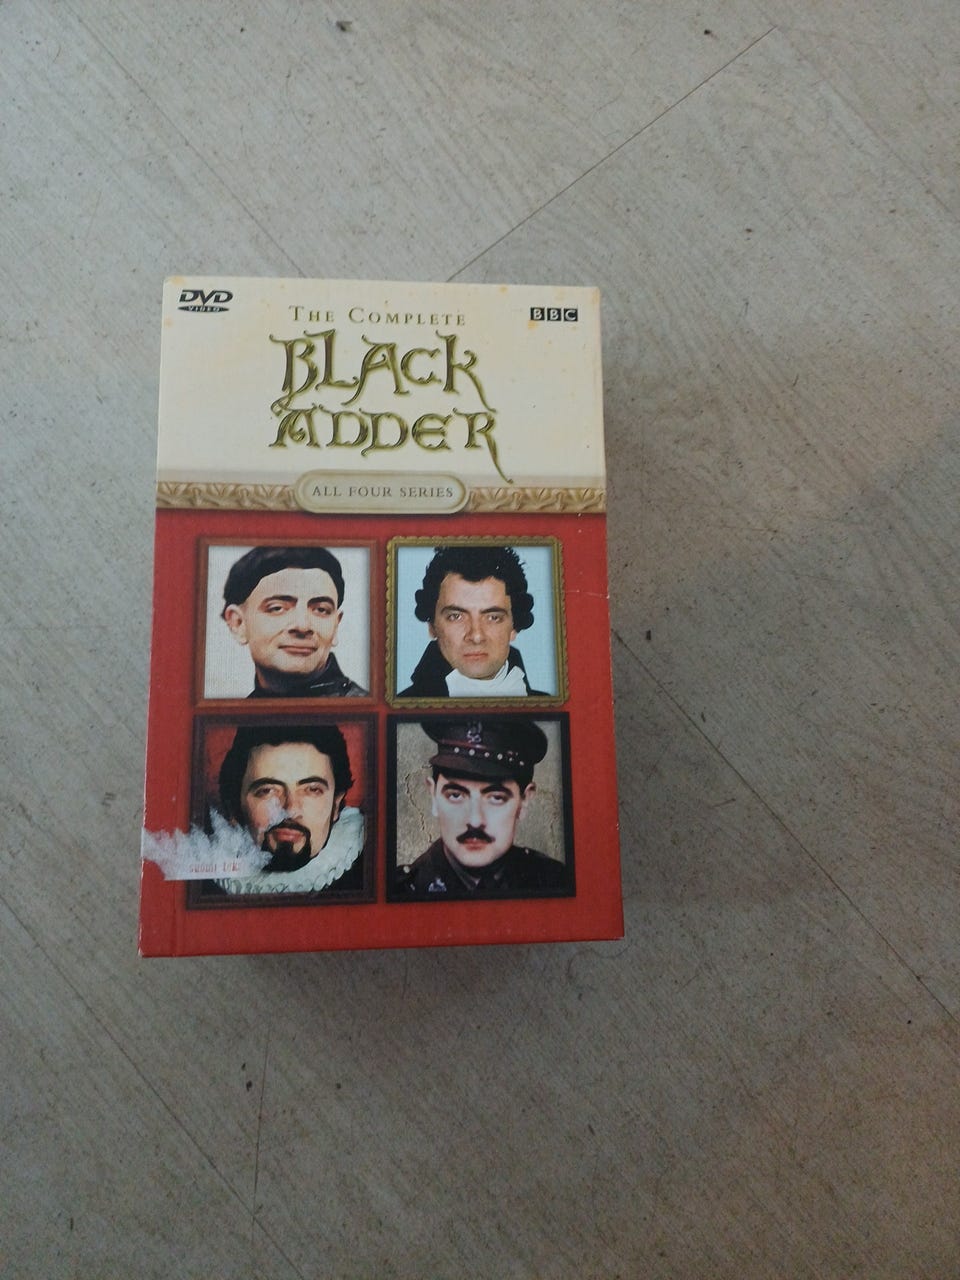 DVD
VIDEO
BBC
THE COMPLETE
BLACK
ADDER
ALL FOUR SERIES